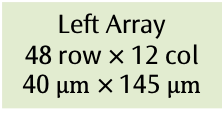 Left Array
48 row × 12 col
40 µm × 145 µm